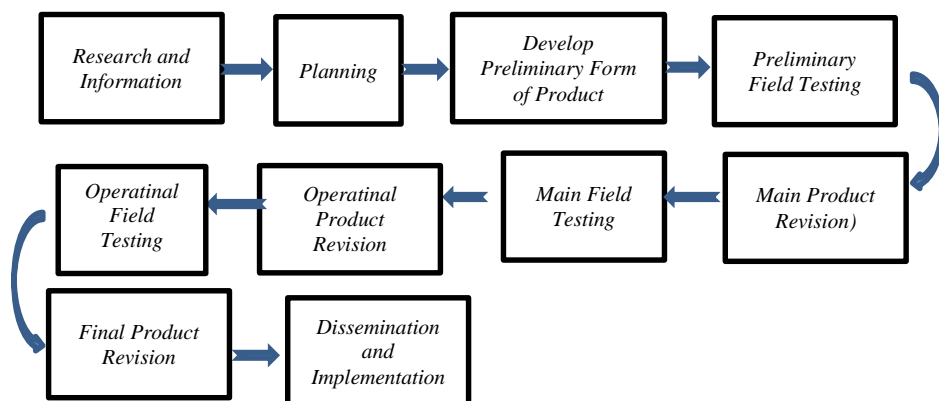 Research and
Information
Planning
Develop
Preliminary Form
of Product
Preliminary
Field Testing
Main Product
Revision)
Main Field
Testing
Operatinal
Product
Revision
Operatinal
Field
Testing
Final Product
Revision
Dissemination
and
Implementation